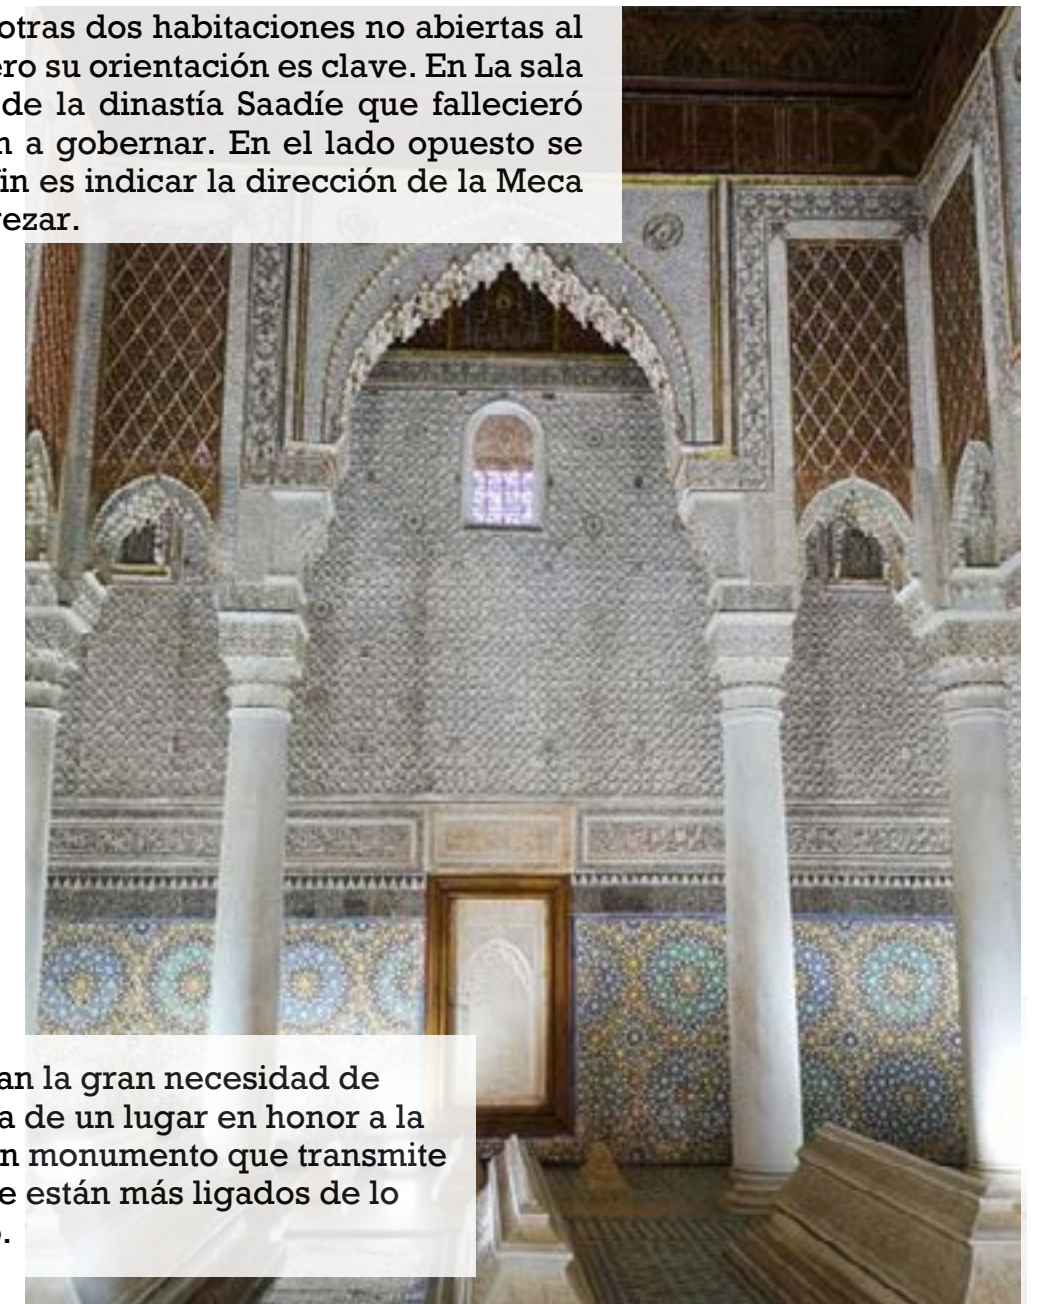 otras dos habitaciones no abiertas al
ero su orientación es clave. En La sala
de la dinastía Saadíe que fallecieró
n a gobernar. En el lado opuesto se
in es indicar la dirección de la Meca
rezar.
an la gran necesidad de
a de un lugar en honor a la
n monumento que transmite
e están más ligados de lo
.